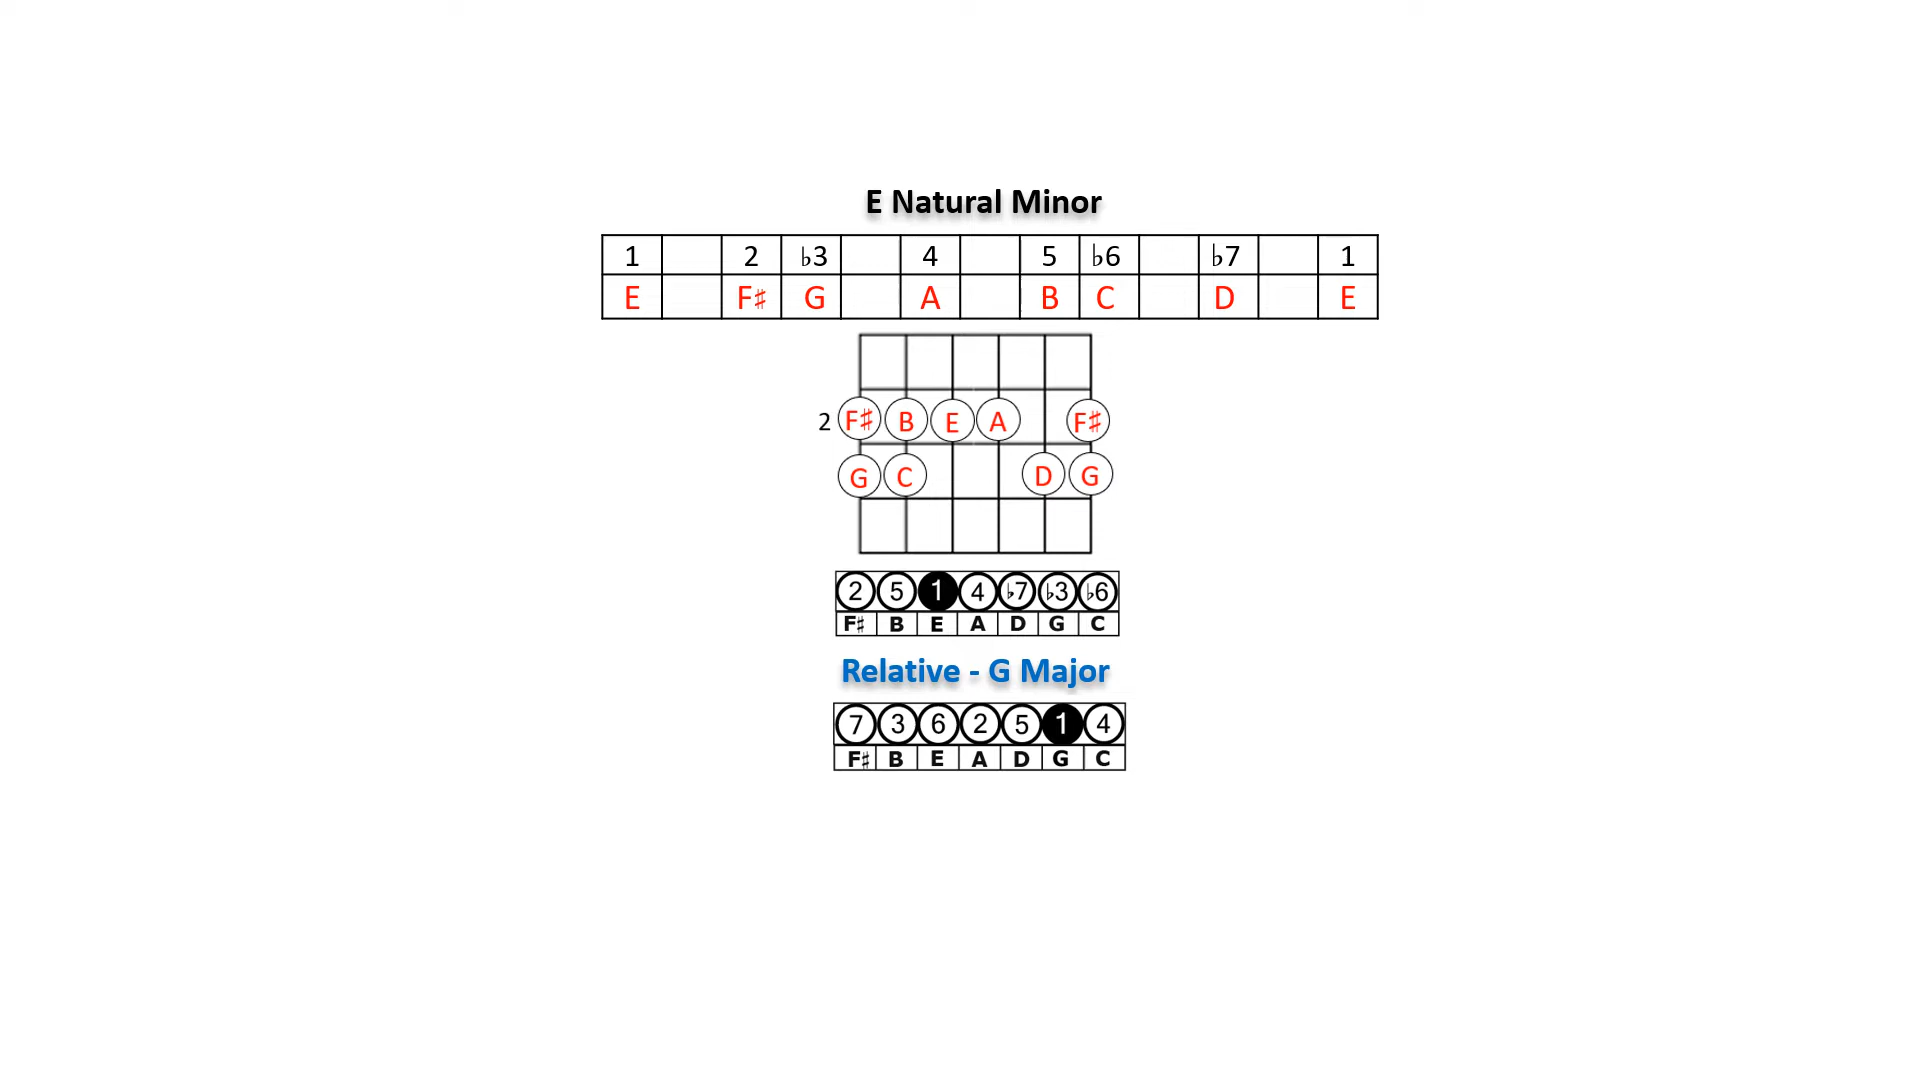 E Natural Minor
1 2 ♭3 4 5 ♭6 ♭7 1
E F♯ G A B C D E
2 F♯ B E A F♯
G C D G
2 5 1 4 ♭7 ♭3 ♭6
F♯ B E A D G C
Relative - G Major
7 3 6 2 5 1 4
F♯ B E A D G C